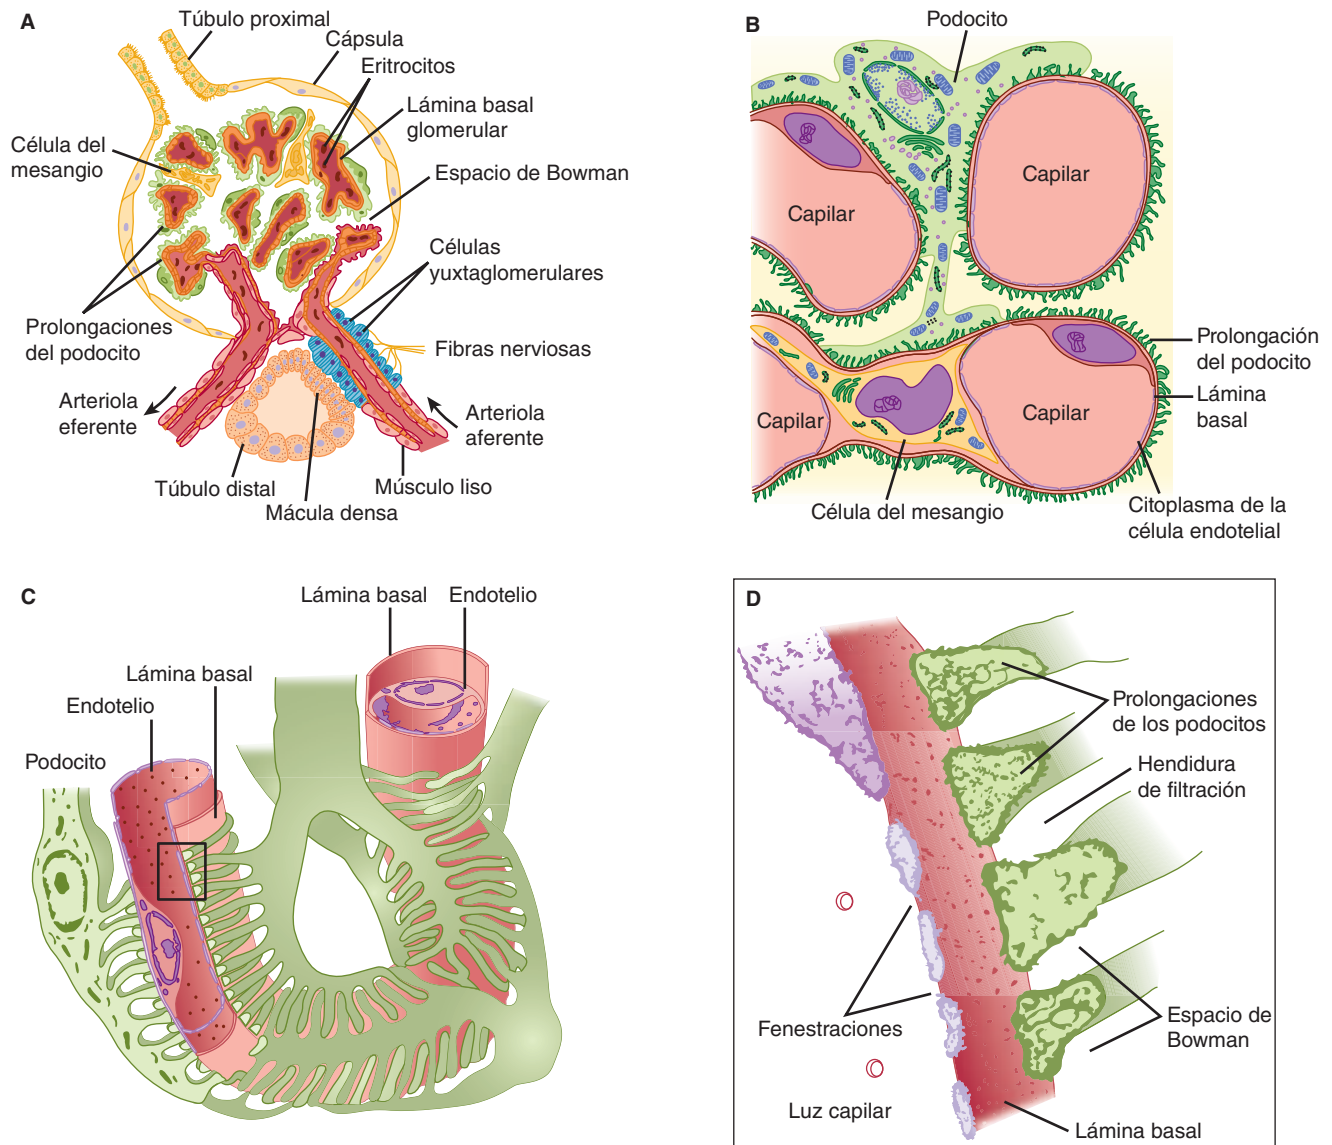 A
Túbulo proximal
Cápsula
Eritrocitos
Lámina basal
glomerular
Célula del
mesangio
Espacio de Bowman
Células
yuxtaglomerulares
Prolongaciones
del podocito
Fibras nerviosas
Arteriola
eferente
Arteriola
aferente
Túbulo distal
Músculo liso
Mácula densa
B
Podocito
Capilar
Capilar
Prolongación
del podocito
Lámina
basal
Capilar
Capilar
Célula del mesangio
Citoplasma de la
célula endotelial
C
Lámina basal
Endotelio
Lámina basal
Endotelio
Podocito
D
Prolongaciones
de los podocitos
Hendidura
de filtración
Fenestraciones
Espacio de
Bowman
Luz capilar
Lámina basal